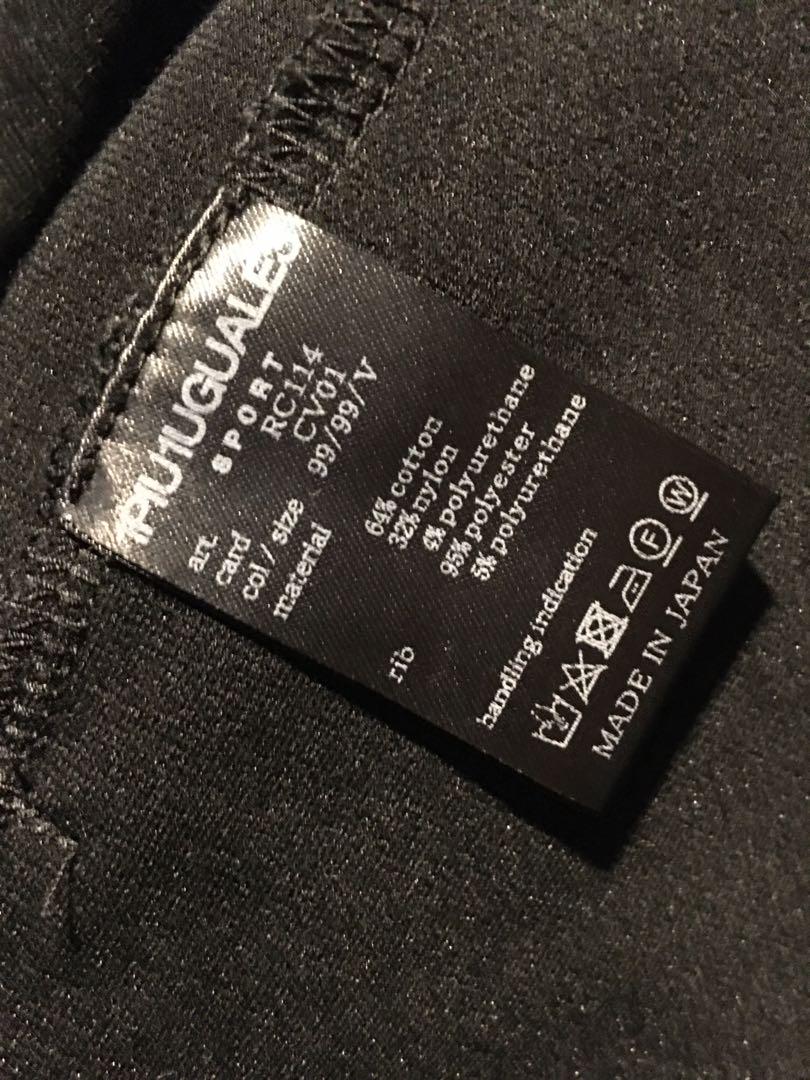 1PIU1UGUALE3
SPORT
art. RC114
card CV01
col / size 99/99/V
material
64% cotton
32% nylon
4% polyurethane
rib 95% polyester
5% polyurethane
handling indication
F W
MADE IN JAPAN